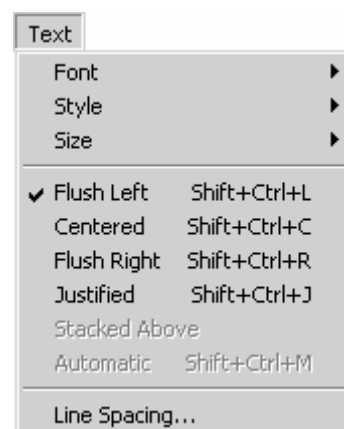 Text
Font
Style
Size
Flush Left Shift+Ctrl+L
Centered Shift+Ctrl+C
Flush Right Shift+Ctrl+R
Justified Shift+Ctrl+J
Stacked Above
Automatic Shift+Ctrl+M
Line Spacing...